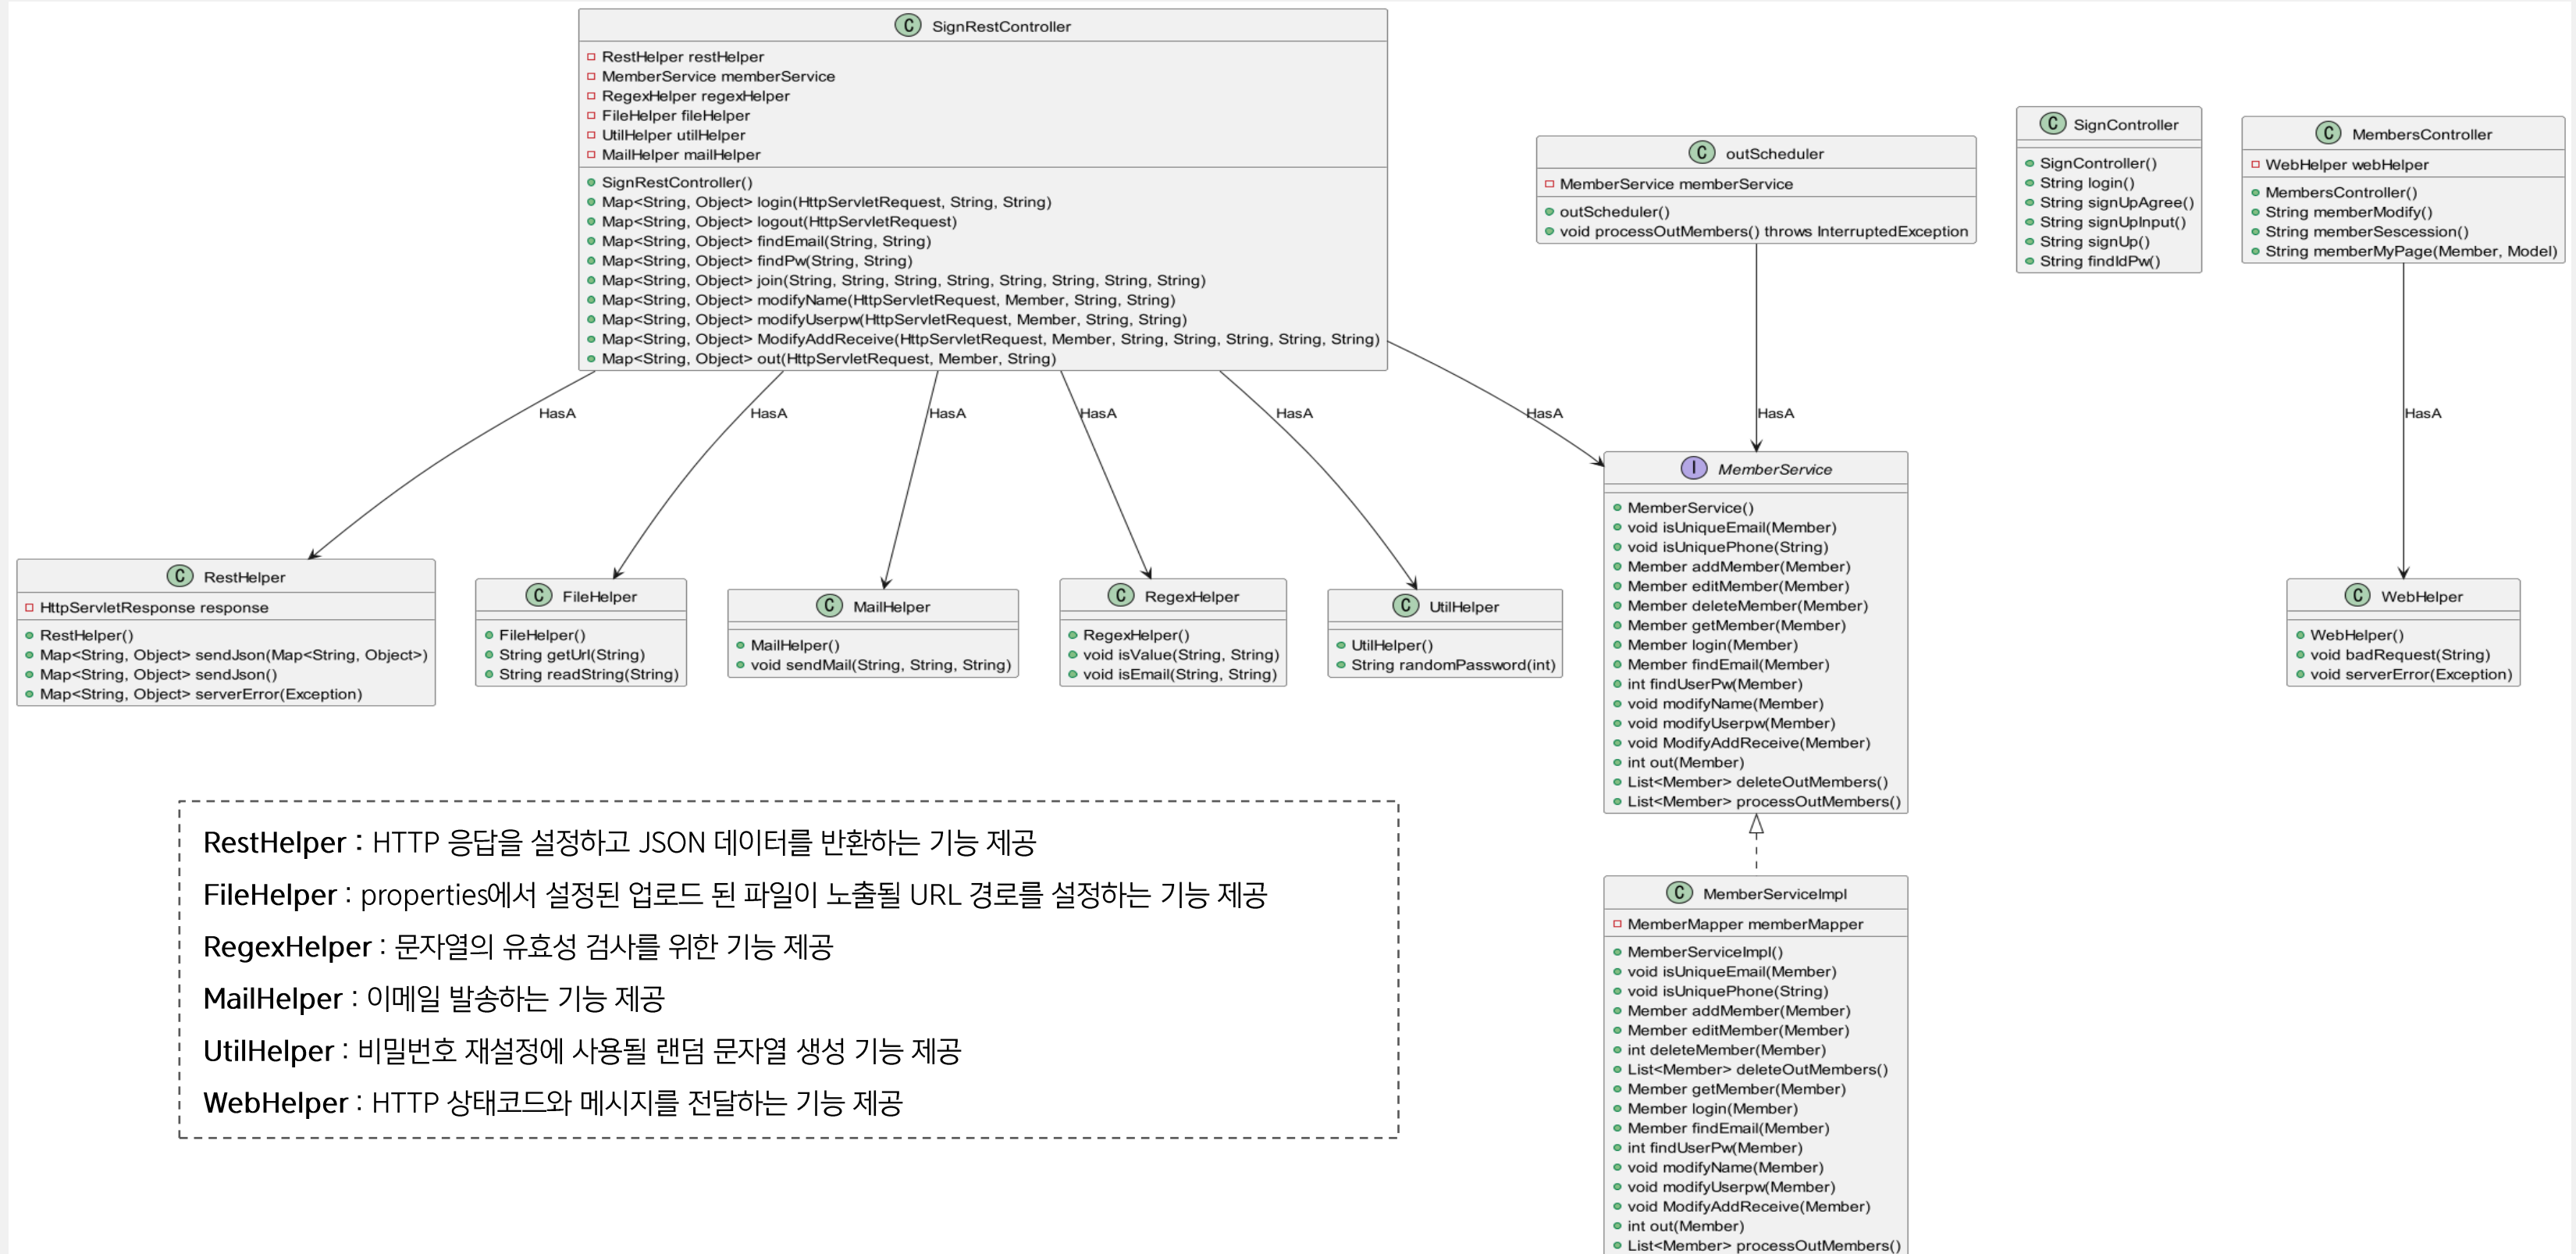 C SignRestController
RestHelper restHelper
MemberService memberService
RegexHelper regexHelper
FileHelper fileHelper
UtilHelper utilHelper
MailHelper mailHelper
SignRestController()
Map<String, Object> login(HttpServletRequest, String, String)
Map<String, Object> logout(HttpServletRequest)
Map<String, Object> findEmail(String, String)
Map<String, Object> findPw(String, String)
Map<String, Object> join(String, String, String, String, String, String, String, String)
Map<String, Object> modifyName(HttpServletRequest, Member, String, String)
Map<String, Object> modifyUserpw(HttpServletRequest, Member, String, String)
Map<String, Object> ModifyAddReceive(HttpServletRequest, Member, String, String, String, String, String)
Map<String, Object> out(HttpServletRequest, Member, String)
C outScheduler
MemberService memberService
outScheduler()
void processOutMembers() throws InterruptedException
C SignController
SignController()
String login()
String signUpAgree()
String signUpInput()
String signUp()
String findIdPw()
C MembersController
WebHelper webHelper
MembersController()
String memberModify()
String memberSescession()
String memberMyPage(Member, Model)
HasA
HasA
HasA
HasA
HasA
HasA
HasA
HasA
C RestHelper
HttpServletResponse response
RestHelper()
Map<String, Object> sendJson(Map<String, Object>)
Map<String, Object> sendJson()
Map<String, Object> serverError(Exception)
C FileHelper
FileHelper()
String getUrl(String)
String readString(String)
C MailHelper
MailHelper()
void sendMail(String, String, String)
C RegexHelper
RegexHelper()
void isValue(String, String)
void isEmail(String, String)
C UtilHelper
UtilHelper()
String randomPassword(int)
I MemberService
MemberService()
void isUniqueEmail(Member)
void isUniquePhone(String)
Member addMember(Member)
Member editMember(Member)
Member deleteMember(Member)
Member getMember(Member)
Member login(Member)
Member findEmail(Member)
int findUserPw(Member)
void modifyName(Member)
void modifyUserpw(Member)
void ModifyAddReceive(Member)
int out(Member)
List<Member> deleteOutMembers()
List<Member> processOutMembers()
C WebHelper
WebHelper()
void badRequest(String)
void serverError(Exception)
RestHelper : HTTP 응답을 설정하고 JSON 데이터를 반환하는 기능 제공
FileHelper : properties에서 설정된 업로드 된 파일이 노출될 URL 경로를 설정하는 기능 제공
RegexHelper : 문자열의 유효성 검사를 위한 기능 제공
MailHelper : 이메일 발송하는 기능 제공
UtilHelper : 비밀번호 재설정에 사용될 랜덤 문자열 생성 기능 제공
WebHelper : HTTP 상태코드와 메시지를 전달하는 기능 제공
C MemberServiceImpl
MemberMapper memberMapper
MemberServiceImpl()
void isUniqueEmail(Member)
void isUniquePhone(String)
Member addMember(Member)
Member editMember(Member)
int deleteMember(Member)
List<Member> deleteOutMembers()
Member getMember(Member)
Member login(Member)
Member findEmail(Member)
int findUserPw(Member)
void modifyName(Member)
void modifyUserpw(Member)
void ModifyAddReceive(Member)
int out(Member)
List<Member> processOutMembers()